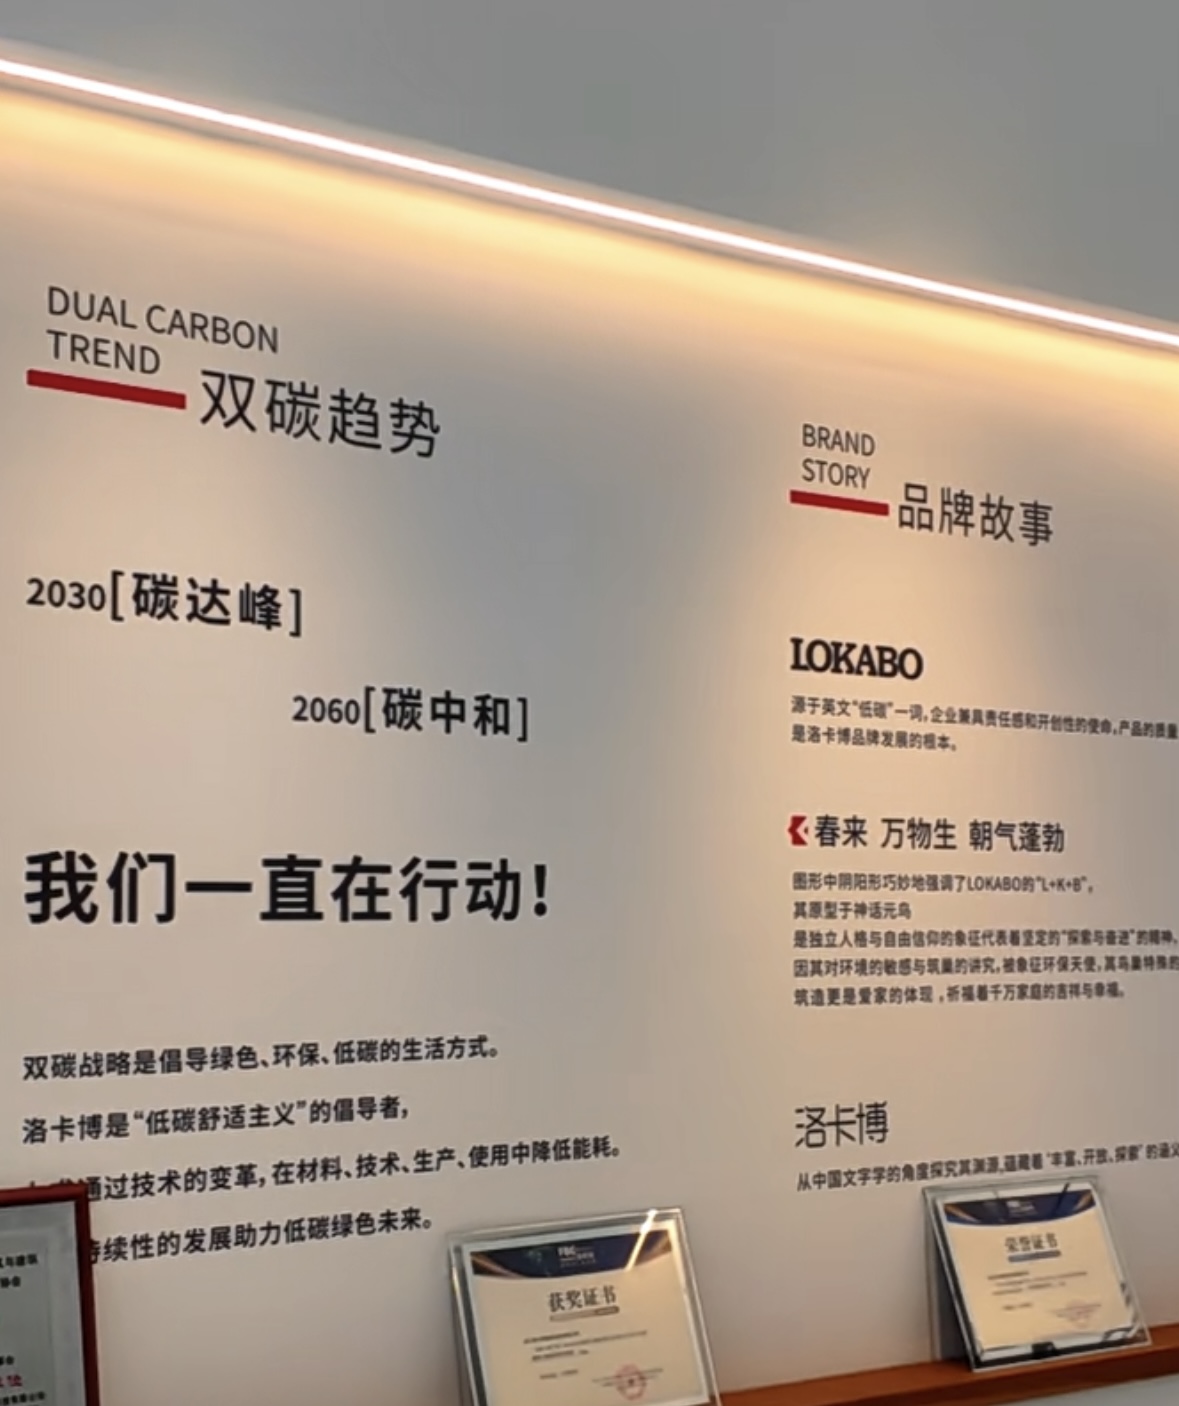 DUAL CARBON
TREND
双碳趋势
2030[碳达峰]
2060[碳中和]
我们一直在行动!
双碳战略是倡导绿色、环保、低碳的生活方式。
洛卡博是“低碳舒适主义”的倡导者,
通过技术的变革,在材料、技术、生产、使用中降低能耗。
续性的发展助力低碳绿色未来。
BRAND
STORY
品牌故事
LOKABO
源于英文“低碳”一词,企业兼具责任感和开创性的使命,产品的质量
是洛卡博品牌发展的根本。
春来 万物生 朝气蓬勃
图形中阴阳形巧妙地强调了LOKABO的“L+K+B”,
其原型于神话元鸟
是独立人格与自由信仰的象征代表着坚定的“探索与奋进”的精神,
因其对环境的敏感与筑巢的讲究,被象征环保天使,其鸟巢特殊的
筑造更是爱家的体现,祈福着千万家庭的吉祥与幸福。
洛卡博
从中国文字学的角度探究其渊源,蕴藏着“丰富、开放、探索”的涵义
获奖证书
荣誉证书